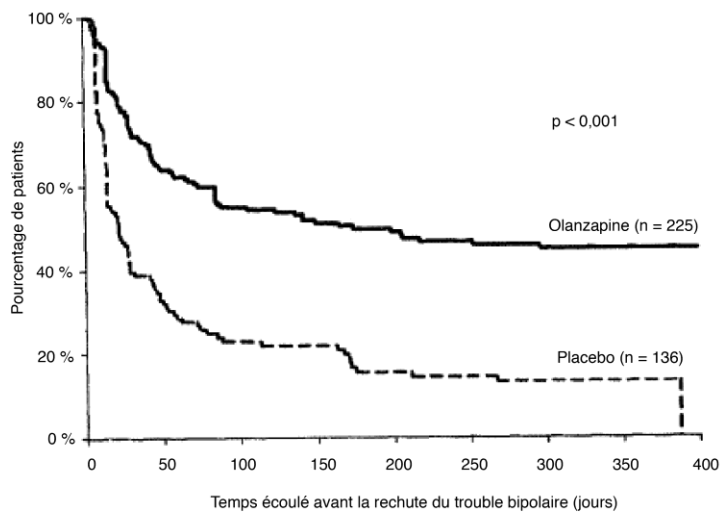 100 %
80 %
60 %
40 %
20 %
0 %
Pourcentage de patients
p < 0,001
Olanzapine (n = 225)
Placebo (n = 136)
0 50 100 150 200 250 300 350 400
Temps écoulé avant la rechute du trouble bipolaire (jours)